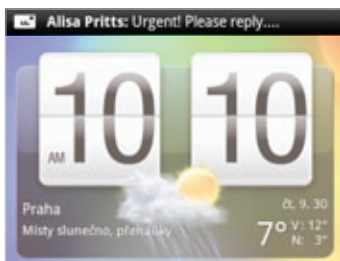 Alisa Pritts: Urgent! Please reply....
10 10
AM
Praha
Místy slunečno, přeháňky
čt, 9. 30
7° V: 12°
N: 3°